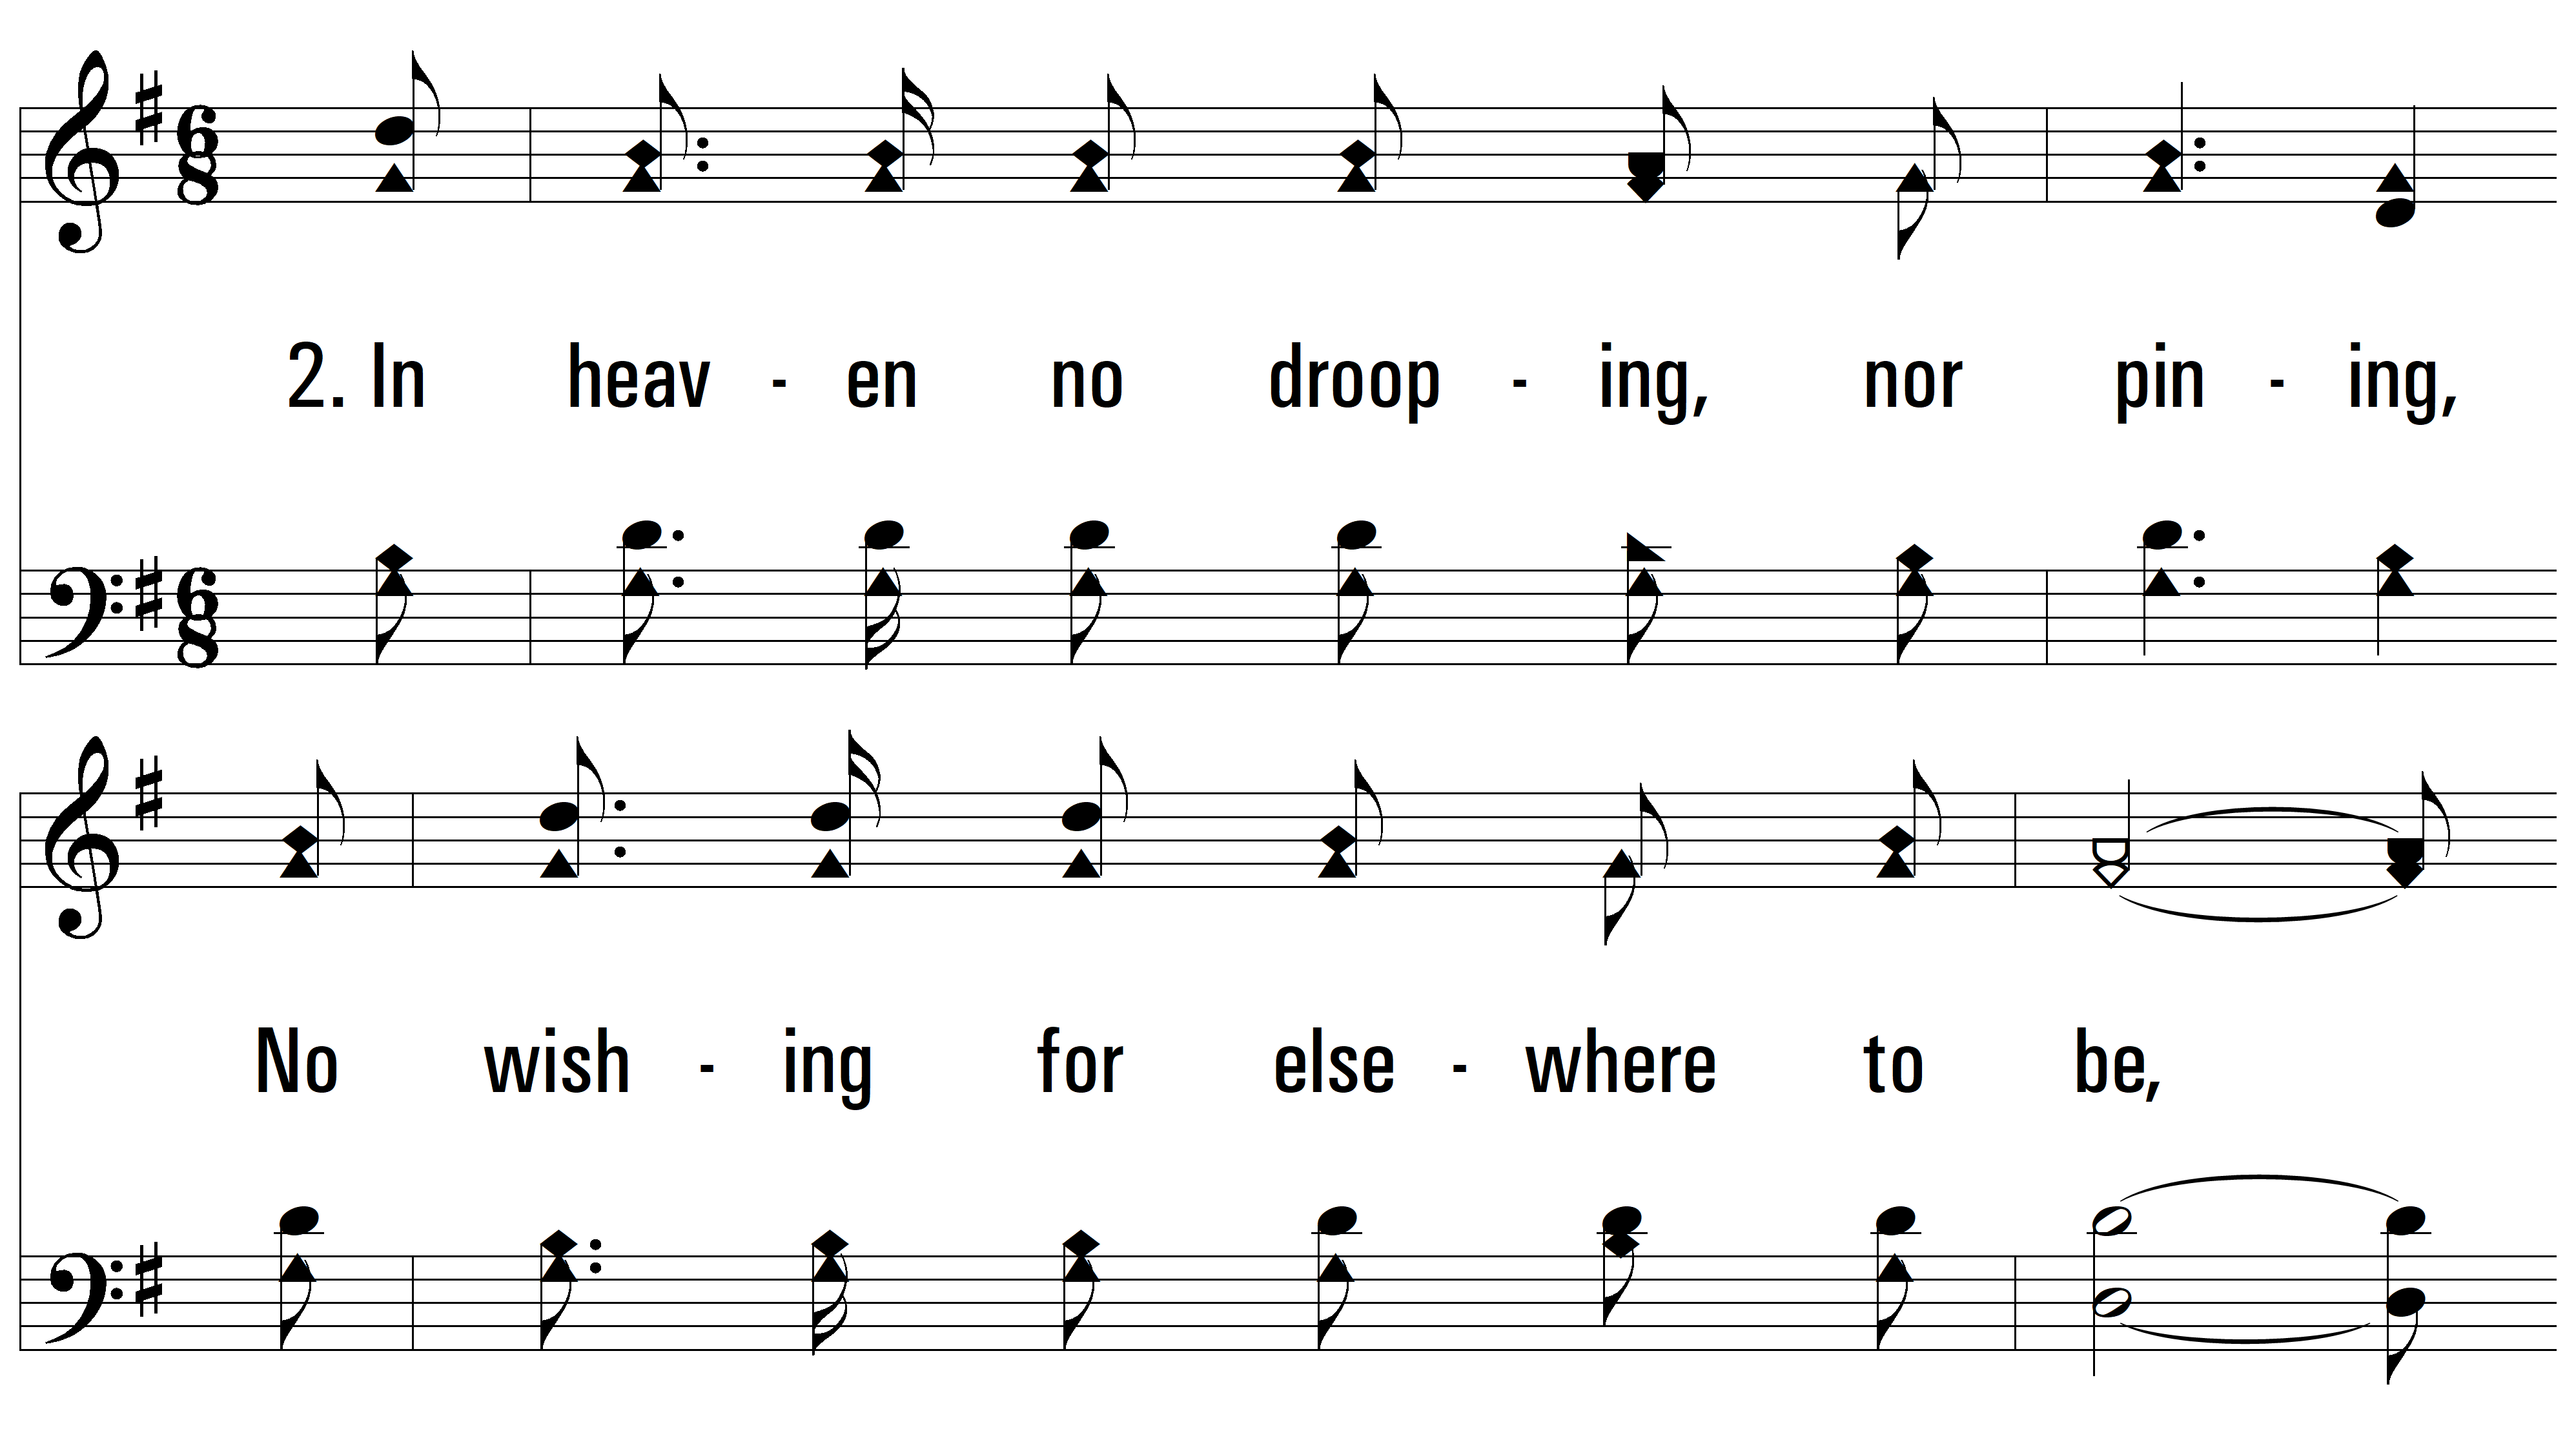 2. In heav - en no droop - ing, nor pin - ing,
No wish - ing for else - where to be,